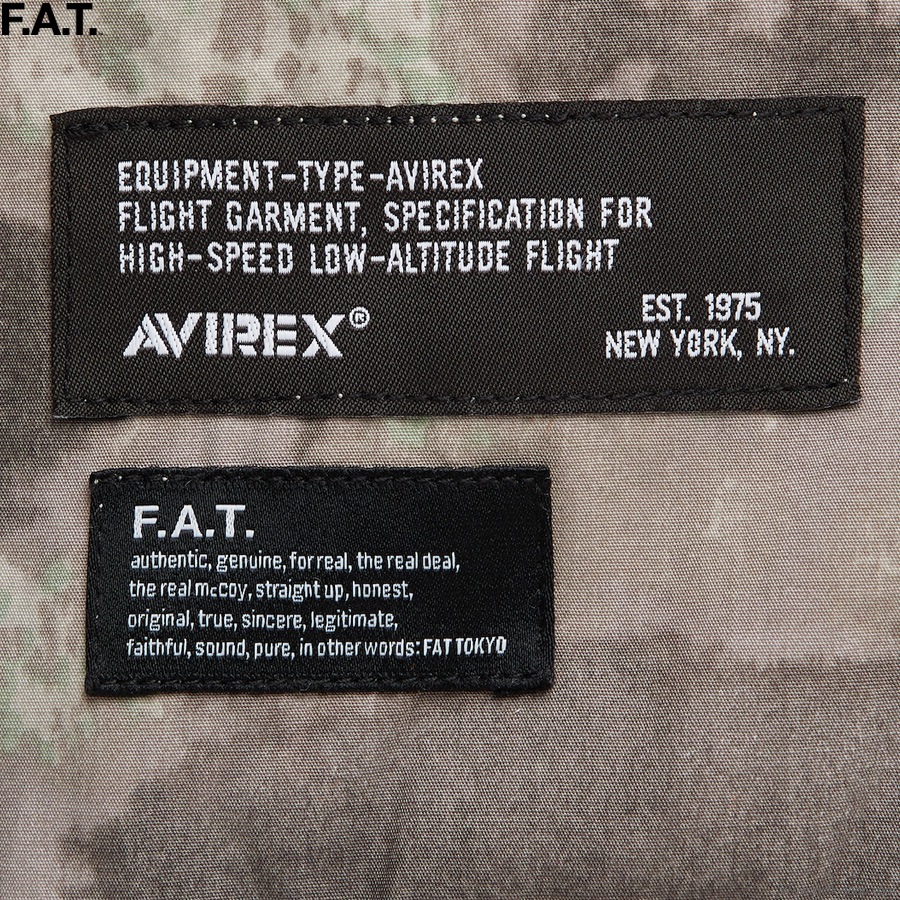 F.A.T.
EQUIPMENT-TYPE-AVIREX
FLIGHT GARMENT, SPECIFICATION FOR
HIGH-SPEED LOW-ALTITUDE FLIGHT
AVIREX®
EST. 1975
NEW YORK, NY.
F.A.T.
authentic, genuine, for real, the real deal,
the real mccoy, straight up, honest,
original, true, sincere, legitimate,
faithful, sound, pure, in other words: FAT TOKYO